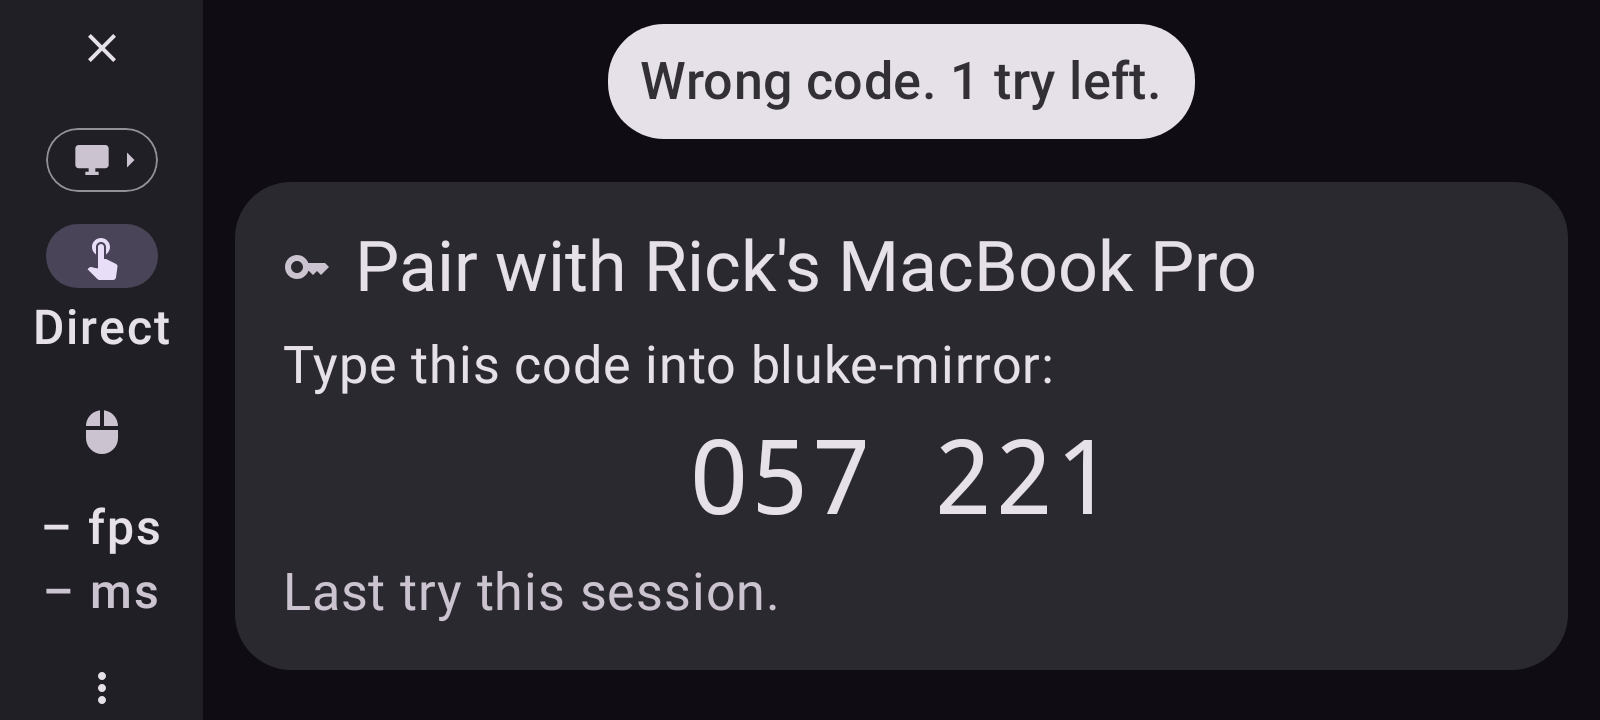 Wrong code. 1 try left.
Pair with Rick's MacBook Pro
Type this code into bluke-mirror:
057 221
Last try this session.
Direct
– fps
– ms